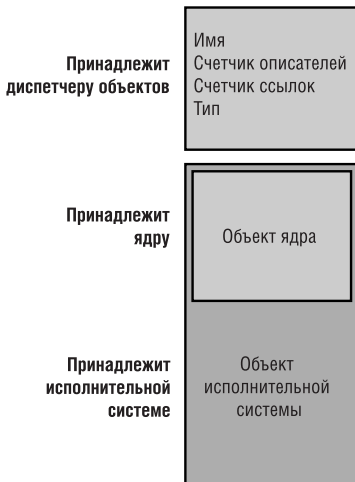 Принадлежит
диспетчеру объектов
Имя
Счетчик описателей
Счетчик ссылок
Тип
Принадлежит
ядру
Объект ядра
Принадлежит
исполнительной
системе
Объект
исполнительной
системы